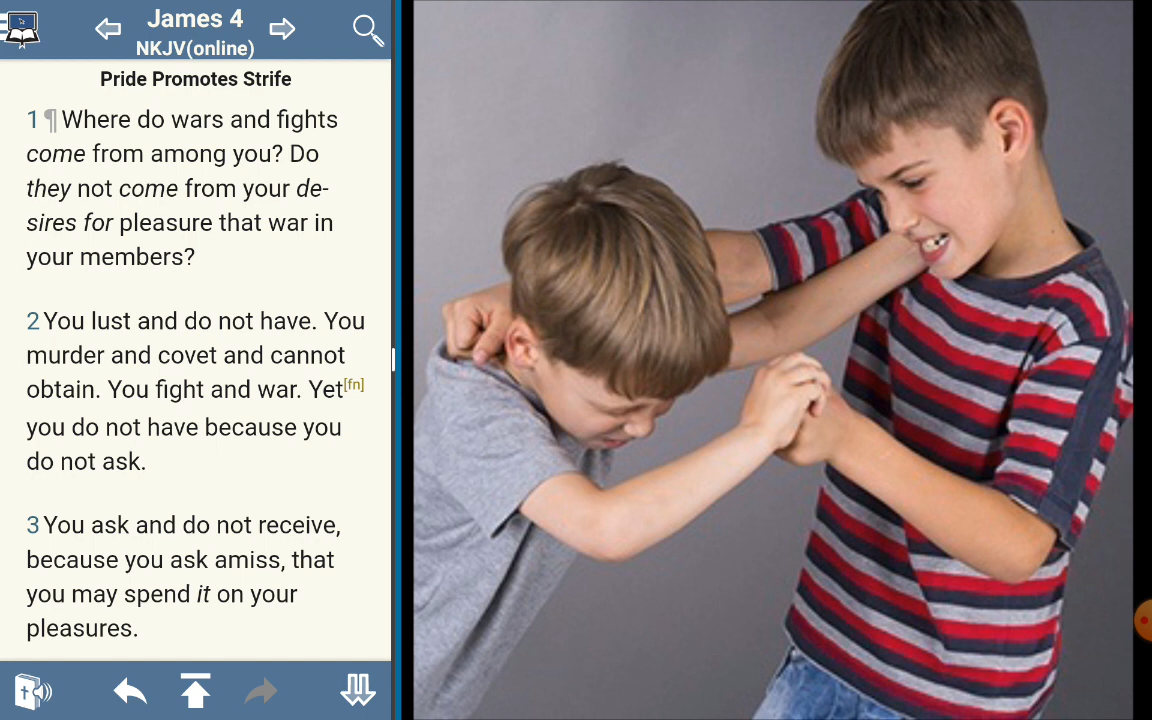 James 4
NKJV(online)
Pride Promotes Strife
1 ¶ Where do wars and fights
come from among you? Do
they not come from your de-
sires for pleasure that war in
your members?
2 You lust and do not have. You
murder and covet and cannot
obtain. You fight and war. Yet[fn]
you do not have because you
do not ask.
3 You ask and do not receive,
because you ask amiss, that
you may spend it on your
pleasures.